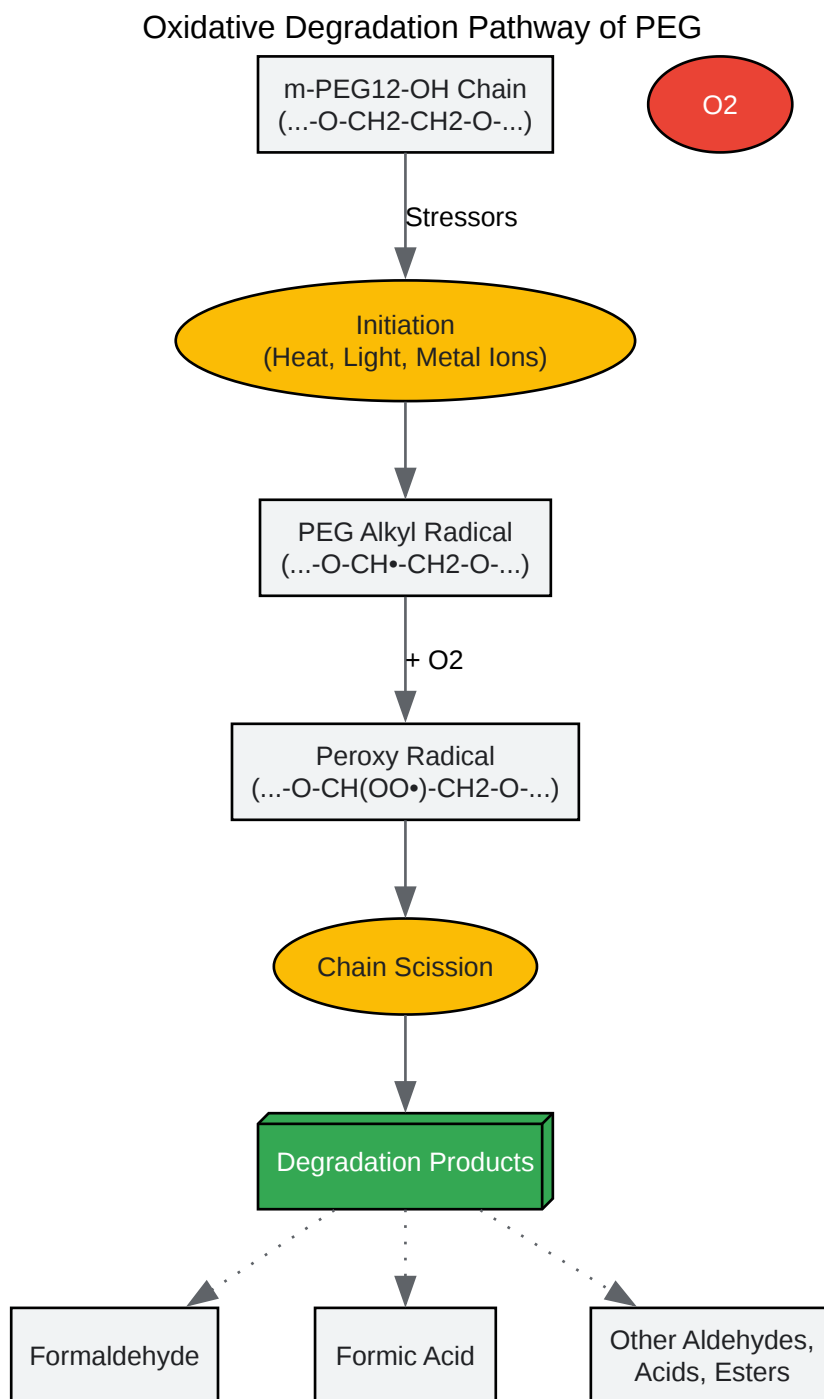 Oxidative Degradation Pathway of PEG
m-PEG12-OH Chain
(...-O-CH2-CH2-O-...)
O2
Stressors
Initiation
(Heat, Light, Metal Ions)
PEG Alkyl Radical
(...-O-CH•-CH2-O-...)
+ O2
Peroxy Radical
(...-O-CH(OO•)-CH2-O-...)
Chain Scission
Degradation Products
Formaldehyde
Formic Acid
Other Aldehydes,
Acids, Esters